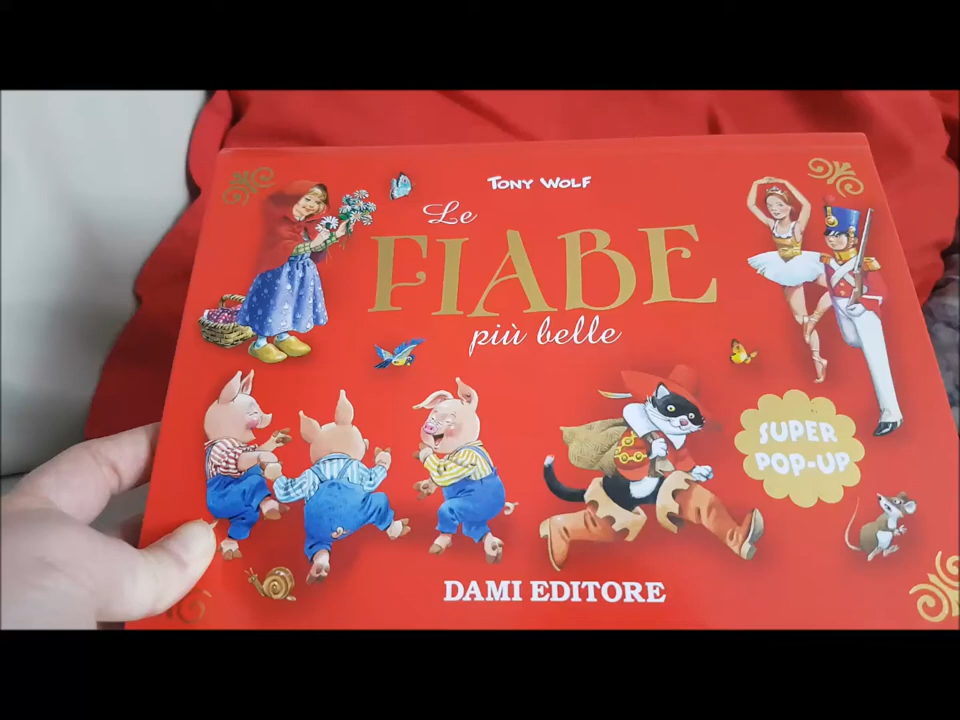 TONY WOLF
Le
FIABE
più belle
SUPER
POP-UP
DAMI EDITORE